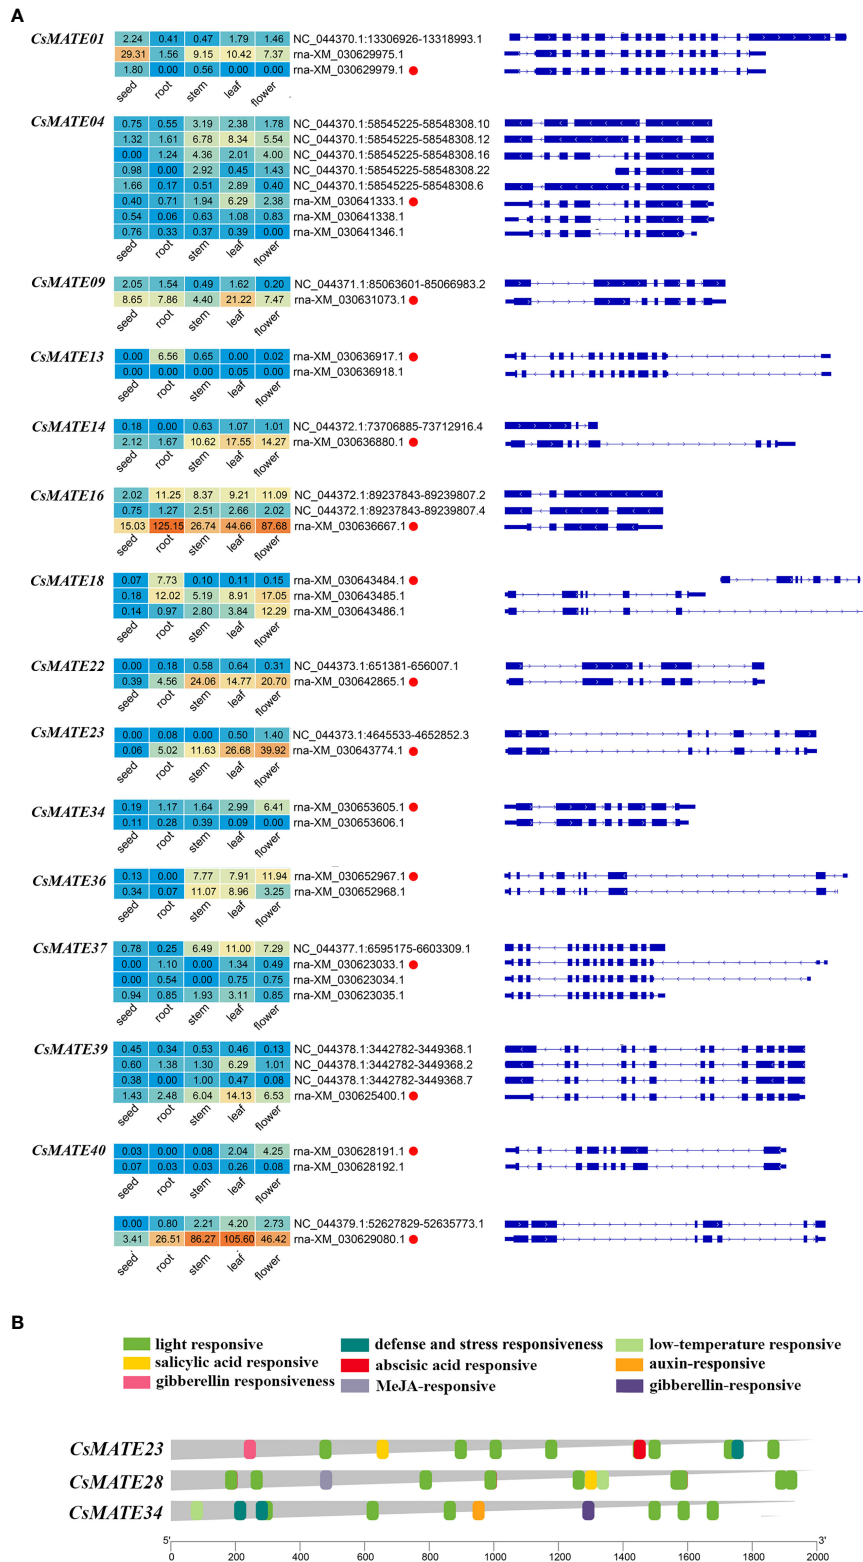 A
CsMATE01
2.24 0.41 0.47 1.79 1.46 NC_044370.1:13306926-13318993.1
29.31 1.56 9.15 10.42 7.37 rna-XM_030629975.1
1.80 0.00 0.56 0.00 0.00 rna-XM_030629979.1
seed root stem leaf flower
CsMATE04
0.75 0.55 3.19 2.38 1.78 NC_044370.1:58545225-58548308.10
1.32 1.61 6.78 8.34 5.54 NC_044370.1:58545225-58548308.12
0.00 1.24 4.36 2.01 4.00 NC_044370.1:58545225-58548308.16
0.98 0.00 2.92 0.45 1.43 NC_044370.1:58545225-58548308.22
1.66 0.17 0.51 2.89 0.40 NC_044370.1:58545225-58548308.6
0.40 0.71 1.94 6.29 2.38 rna-XM_030641333.1
0.54 0.06 0.63 1.08 0.83 rna-XM_030641338.1
0.76 0.33 0.37 0.39 0.00 rna-XM_030641346.1
seed root stem leaf flower
CsMATE09
2.05 1.54 0.49 1.62 0.20 NC_044371.1:85063601-85066983.2
8.65 7.86 4.40 21.22 7.47 rna-XM_030631073.1
seed root stem leaf flower
CsMATE13
0.00 6.56 0.65 0.00 0.02 rna-XM_030636917.1
0.00 0.00 0.00 0.05 0.00 rna-XM_030636918.1
seed root stem leaf flower
CsMATE14
0.18 0.00 0.63 1.07 1.01 NC_044372.1:73706885-73712916.4
2.12 1.67 10.62 17.55 14.27 rna-XM_030636880.1
seed root stem leaf flower
CsMATE16
2.02 11.25 8.37 9.21 11.09 NC_044372.1:89237843-89239807.2
0.75 1.27 2.51 2.66 2.02 NC_044372.1:89237843-89239807.4
15.03 125.15 26.74 44.66 87.68 rna-XM_030636667.1
seed root stem leaf flower
CsMATE18
0.07 7.73 0.10 0.11 0.15 rna-XM_030643484.1
0.18 12.02 5.19 8.91 17.05 rna-XM_030643485.1
0.14 0.97 2.80 3.84 12.29 rna-XM_030643486.1
seed root stem leaf flower
CsMATE22
0.00 0.18 0.58 0.64 0.31 NC_044373.1:651381-656007.1
0.39 4.56 24.06 14.77 20.70 rna-XM_030642865.1
seed root stem leaf flower
CsMATE23
0.00 0.08 0.00 0.50 1.40 NC_044373.1:4645533-4652852.3
0.06 5.02 11.63 26.68 39.92 rna-XM_030643774.1
seed root stem leaf flower
CsMATE34
0.19 1.17 1.64 2.99 6.41 rna-XM_030653605.1
0.11 0.28 0.39 0.09 0.00 rna-XM_030653606.1
seed root stem leaf flower
CsMATE36
0.13 0.00 7.77 7.91 11.94 rna-XM_030652967.1
0.34 0.07 11.07 8.96 3.25 rna-XM_030652968.1
seed root stem leaf flower
CsMATE37
0.78 0.25 6.49 11.00 7.29 NC_044377.1:6595175-6603309.1
0.00 1.10 0.00 1.34 0.49 rna-XM_030623033.1
0.00 0.54 0.00 0.75 0.75 rna-XM_030623034.1
0.94 0.85 1.93 3.11 0.85 rna-XM_030623035.1
seed root stem leaf flower
CsMATE39
0.45 0.34 0.53 0.46 0.13 NC_044378.1:3442782-3449368.1
0.60 1.38 1.30 6.29 1.01 NC_044378.1:3442782-3449368.2
0.38 0.00 1.00 0.47 0.08 NC_044378.1:3442782-3449368.7
1.43 2.48 6.04 14.13 6.53 rna-XM_030625400.1
seed root stem leaf flower
CsMATE40
0.03 0.00 0.08 2.04 4.25 rna-XM_030628191.1
0.07 0.03 0.03 0.26 0.08 rna-XM_030628192.1
seed root stem leaf flower
0.00 0.80 2.21 4.20 2.73 NC_044379.1:52627829-52635773.1
3.41 26.51 86.27 105.60 46.42 rna-XM_030629080.1
seed root stem leaf flower
B
light responsive defense and stress responsiveness low-temperature responsive
salicylic acid responsive abscisic acid responsive auxin-responsive
gibberellin responsiveness MeJA-responsive gibberellin-responsive
CsMATE23
CsMATE28
CsMATE34
5' 3'
0 200 400 600 800 1000 1200 1400 1600 1800 2000